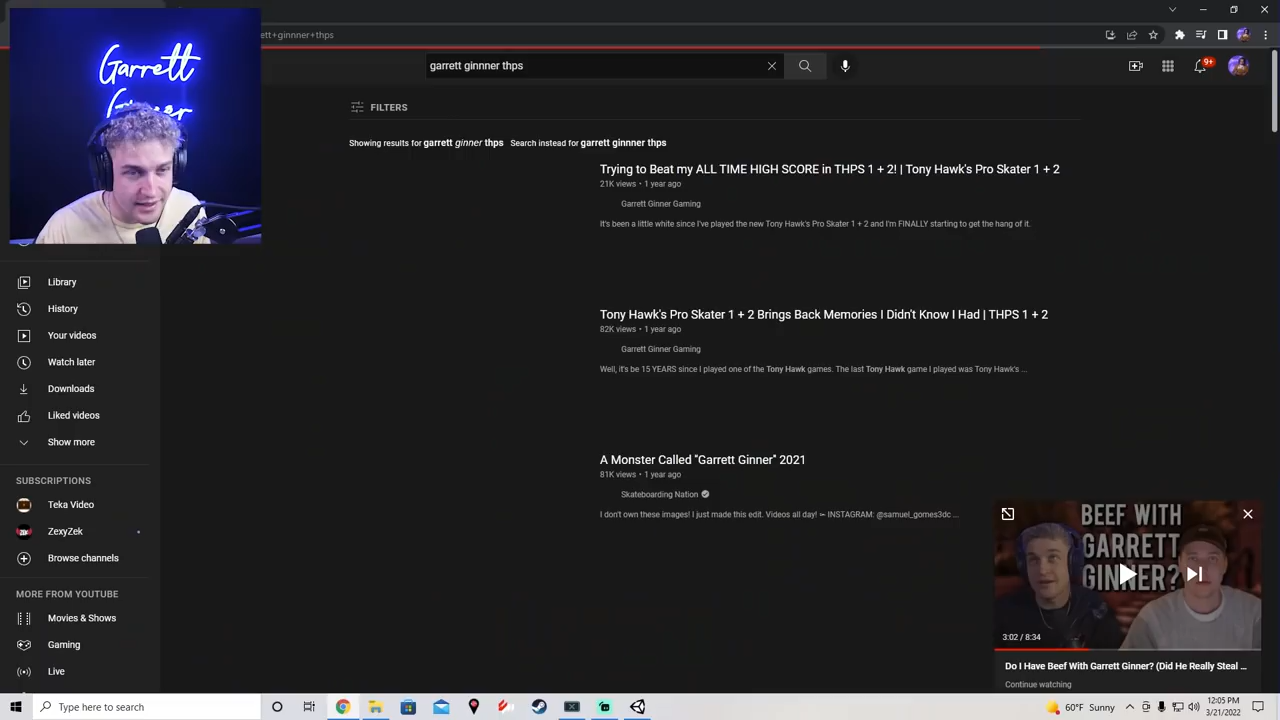 Garrett
Ginner
ett+ginnner+thps
garrett ginnner thps
9+
FILTERS
Showing results for garrett ginner thps Search instead for garrett ginnner thps
Trying to Beat my ALL TIME HIGH SCORE in THPS 1 + 2! | Tony Hawk's Pro Skater 1 + 2
21K views • 1 year ago
Garrett Ginner Gaming
It's been a little white since I've played the new Tony Hawk's Pro Skater 1 + 2 and I'm FINALLY starting to get the hang of it.
Tony Hawk's Pro Skater 1 + 2 Brings Back Memories I Didn't Know I Had | THPS 1 + 2
82K views • 1 year ago
Garrett Ginner Gaming
Well, it's be 15 YEARS since I played one of the Tony Hawk games. The last Tony Hawk game I played was Tony Hawk's ...
A Monster Called "Garrett Ginner" 2021
81K views • 1 year ago
Skateboarding Nation
I don't own these images! I just made this edit. Videos all day! ⤳ INSTAGRAM: @samuel_gomes3dc ...
Library
History
Your videos
Watch later
Downloads
Liked videos
Show more
SUBSCRIPTIONS
Teka Video
ZexyZek
Browse channels
MORE FROM YOUTUBE
Movies & Shows
Gaming
Live
BEEF WITH
GARRETT
GINNER?
3:02 / 8:34
Do I Have Beef With Garrett Ginner? (Did He Really Steal ...
Continue watching
Type here to search
60°F Sunny
12:05 PM
3/21/2022